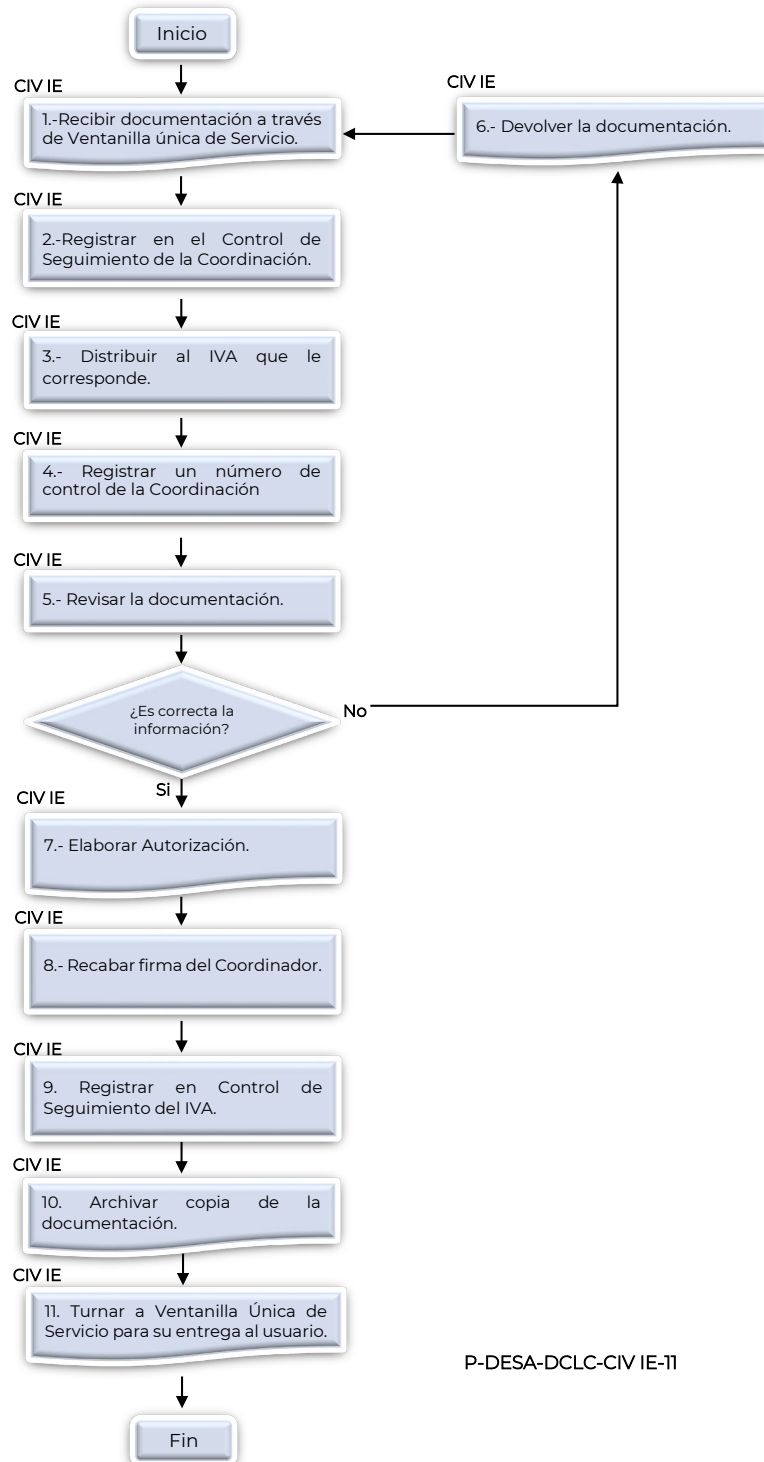 Inicio
CIV IE
1.-Recibir documentación a través
de Ventanilla única de Servicio.
CIV IE
6.- Devolver la documentación.
CIV IE
2.-Registrar en el Control de
Seguimiento de la Coordinación.
CIV IE
3.- Distribuir al IVA que le
corresponde.
CIV IE
4.- Registrar un número de
control de la Coordinación
CIV IE
5.- Revisar la documentación.
¿Es correcta la
información?
No
Si
CIV IE
7.- Elaborar Autorización.
CIV IE
8.- Recabar firma del Coordinador.
CIV IE
9. Registrar en Control de
Seguimiento del IVA.
CIV IE
10. Archivar copia de la
documentación.
CIV IE
11. Turnar a Ventanilla Única de
Servicio para su entrega al usuario.
P-DESA-DCLC-CIV IE-11
Fin